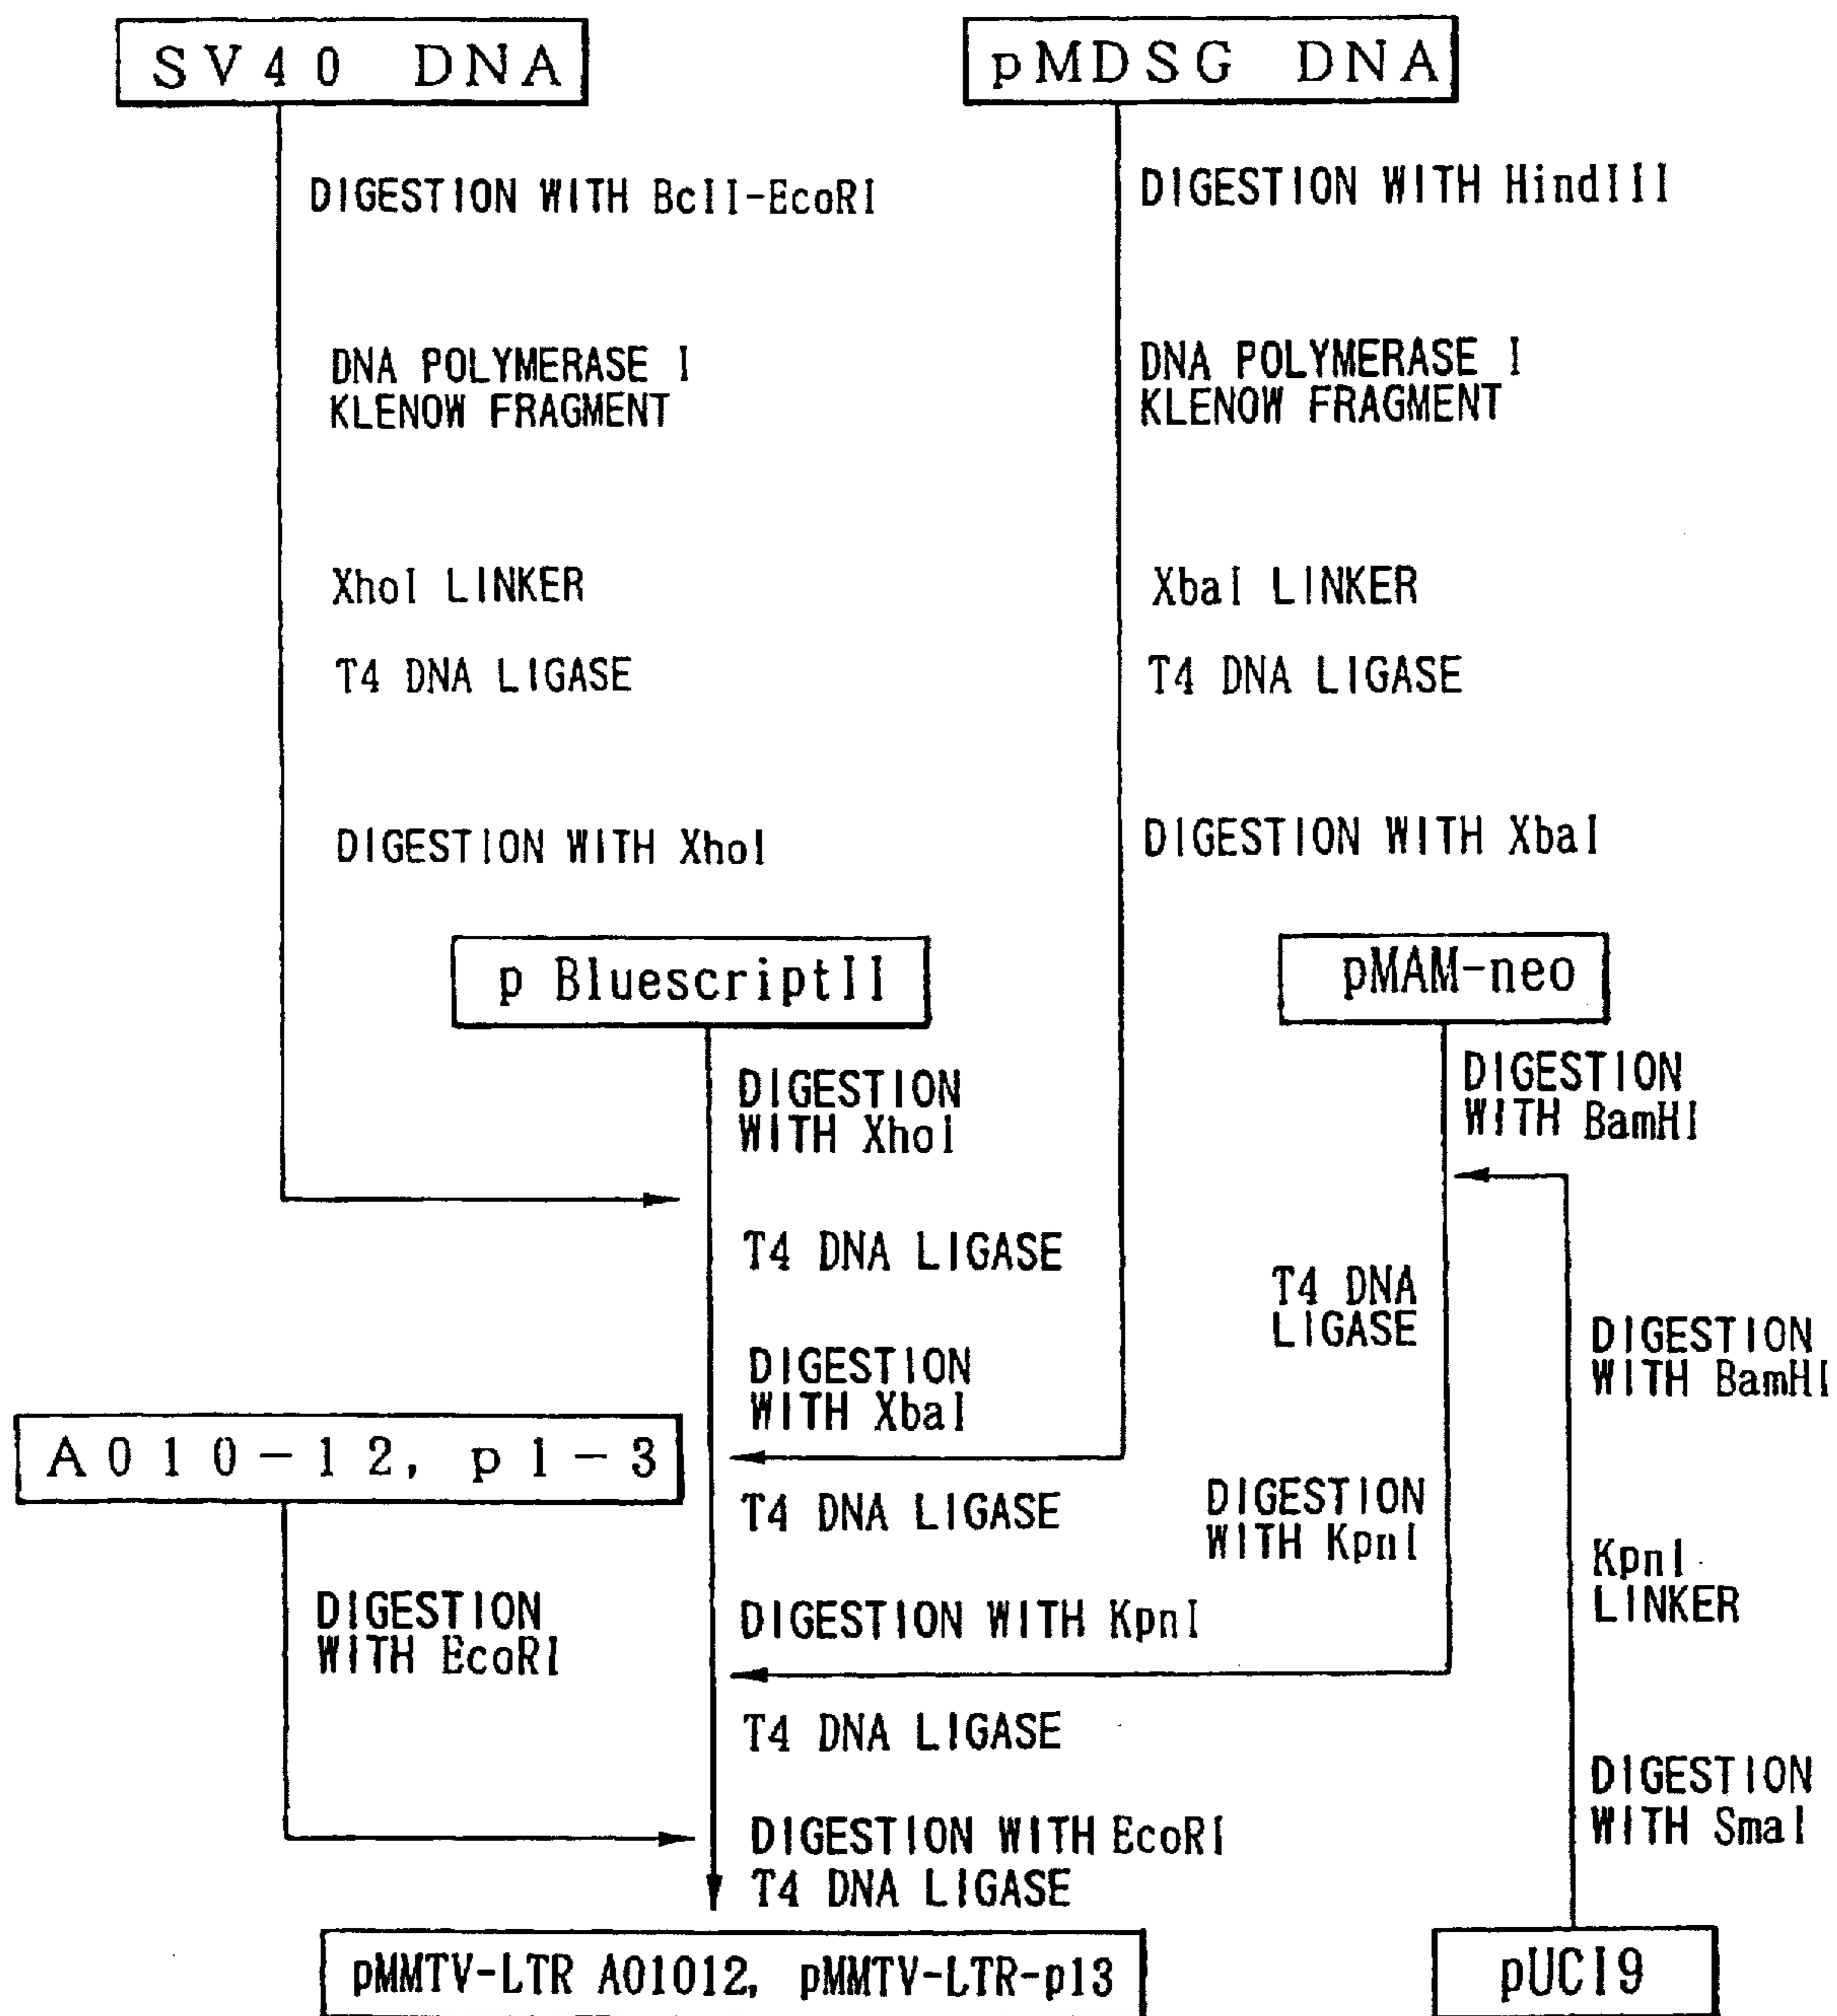 SV40 DNA
pMDSG DNA
DIGESTION WITH BclI-EcoRI
DIGESTION WITH HindIII
DNA POLYMERASE I
KLENOW FRAGMENT
DNA POLYMERASE I
KLENOW FRAGMENT
XhoI LINKER
XbaI LINKER
T4 DNA LIGASE
T4 DNA LIGASE
DIGESTION WITH XhoI
DIGESTION WITH XbaI
p BluescriptII
pMAM-neo
DIGESTION
WITH XhoI
DIGESTION
WITH BamHI
T4 DNA LIGASE
T4 DNA
LIGASE
DIGESTION
WITH BamHI
DIGESTION
WITH XbaI
A010-12, p1-3
T4 DNA LIGASE
DIGESTION
WITH KpnI
KpnI
LINKER
DIGESTION
WITH EcoRI
DIGESTION WITH KpnI
T4 DNA LIGASE
DIGESTION
WITH SmaI
DIGESTION WITH EcoRI
T4 DNA LIGASE
pMMTV-LTR A01012, pMMTV-LTR-p13
pUC19